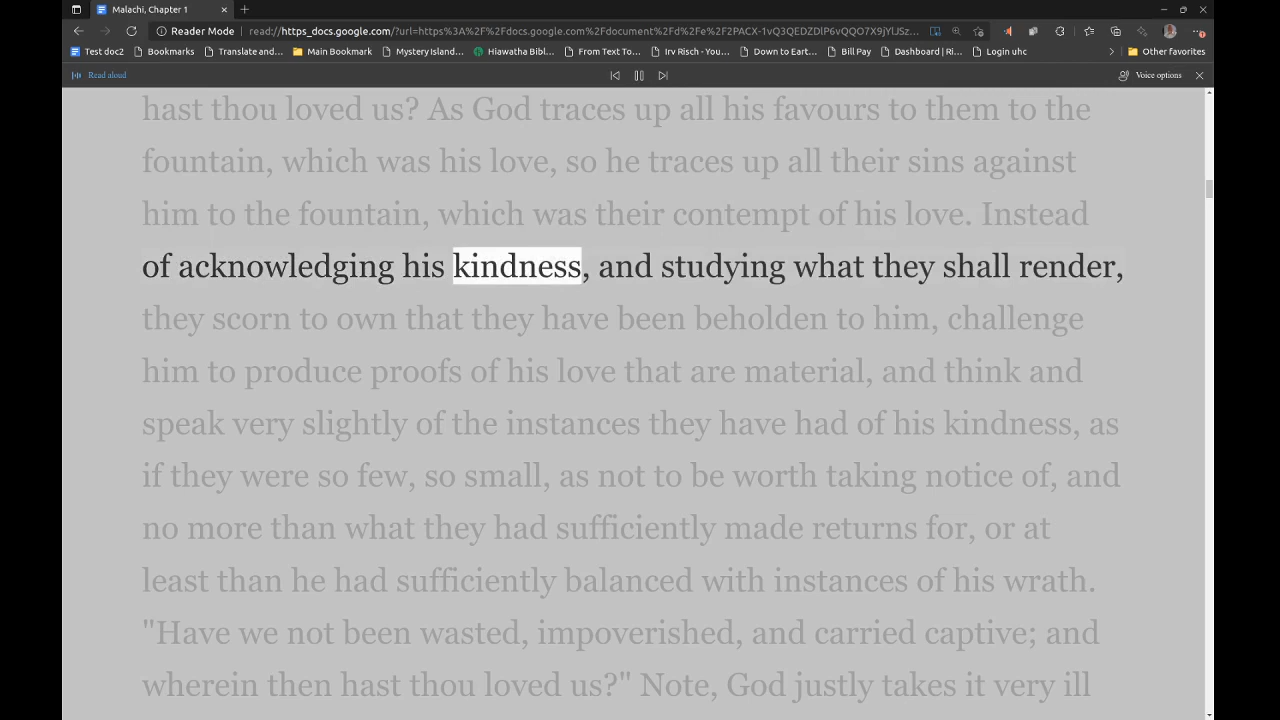 Malachi, Chapter 1
Reader Mode read://https_docs.google.com/?url=https%3A%2F%2Fdocs.google.com%2Fdocument%2Fd%2Fe%2F2PACX-1vQ3QEDZDlP6vQQO7X9jYlJSz...
Test doc2 Bookmarks Translate and... Main Bookmark Mystery Island... Hiawatha Bibl... From Text To... Irv Risch - You... Down to Eart... Bill Pay Dashboard | Ri... Login uhc Other favorites
Read aloud Voice options
hast thou loved us? As God traces up all his favours to them to the
fountain, which was his love, so he traces up all their sins against
him to the fountain, which was their contempt of his love. Instead
of acknowledging his kindness, and studying what they shall render,
they scorn to own that they have been beholden to him, challenge
him to produce proofs of his love that are material, and think and
speak very slightly of the instances they have had of his kindness, as
if they were so few, so small, as not to be worth taking notice of, and
no more than what they had sufficiently made returns for, or at
least than he had sufficiently balanced with instances of his wrath.
"Have we not been wasted, impoverished, and carried captive; and
wherein then hast thou loved us?" Note, God justly takes it very ill